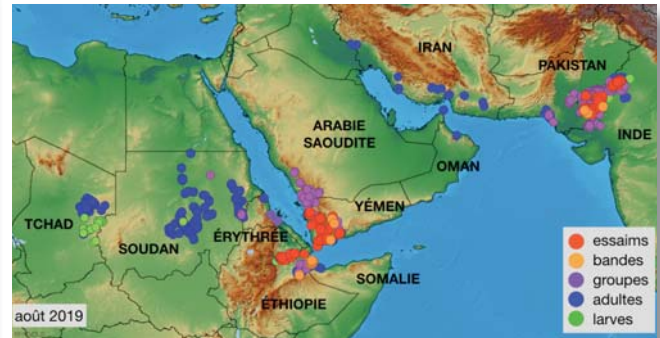 IRAN
PAKISTAN
ARABIE
SAOUDITE
INDE
OMAN
YÉMEN
TCHAD
SOUDAN
ÉRYTHRÉE
SOMALIE
ÉTHIOPIE
essaims
bandes
groupes
adultes
larves
août 2019